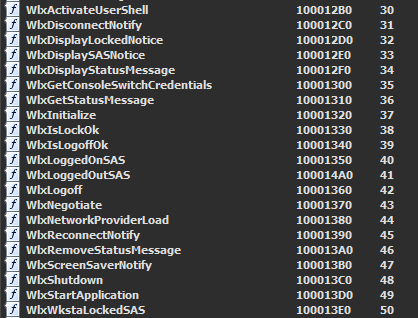 WlxActivateUserShell 100012B0 30
WlxDisconnectNotify 100012C0 31
WlxDisplayLockedNotice 100012D0 32
WlxDisplaySASNotice 100012E0 33
WlxDisplayStatusMessage 100012F0 34
WlxGetConsoleSwitchCredentials 10001300 35
WlxGetStatusMessage 10001310 36
WlxInitialize 10001320 37
WlxIsLockOk 10001330 38
WlxIsLogoffOk 10001340 39
WlxLoggedOnSAS 10001350 40
WlxLoggedOutSAS 100014A0 41
WlxLogoff 10001360 42
WlxNegotiate 10001370 43
WlxNetworkProviderLoad 10001380 44
WlxReconnectNotify 10001390 45
WlxRemoveStatusMessage 100013A0 46
WlxScreenSaverNotify 100013B0 47
WlxShutdown 100013C0 48
WlxStartApplication 100013D0 49
WlxWkstaLockedSAS 100013E0 50